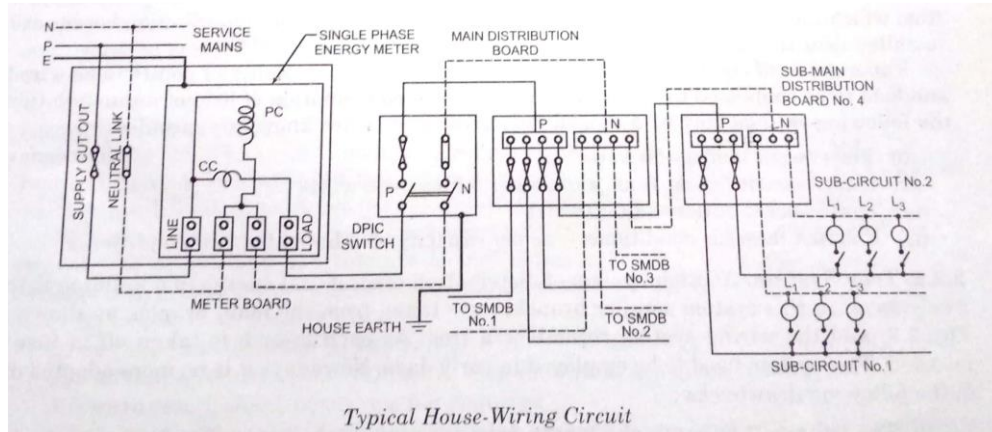 N
P
E
SERVICE
MAINS
SINGLE PHASE
ENERGY METER
MAIN DISTRIBUTION
BOARD
SUB-MAIN
DISTRIBUTION
BOARD No. 4
SUPPLY CUT OUT
NEUTRAL LINK
PC
CC
LINE
LOAD
P
N
DPIC
SWITCH
P
N
P
LN
SUB-CIRCUIT No.2
L1 L2 L3
METER BOARD
HOUSE EARTH
TO SMDB
No.1
TO SMDB
No.2
TO SMDB
No.3
L1 L2 L3
SUB-CIRCUIT No.1
Typical House-Wiring Circuit